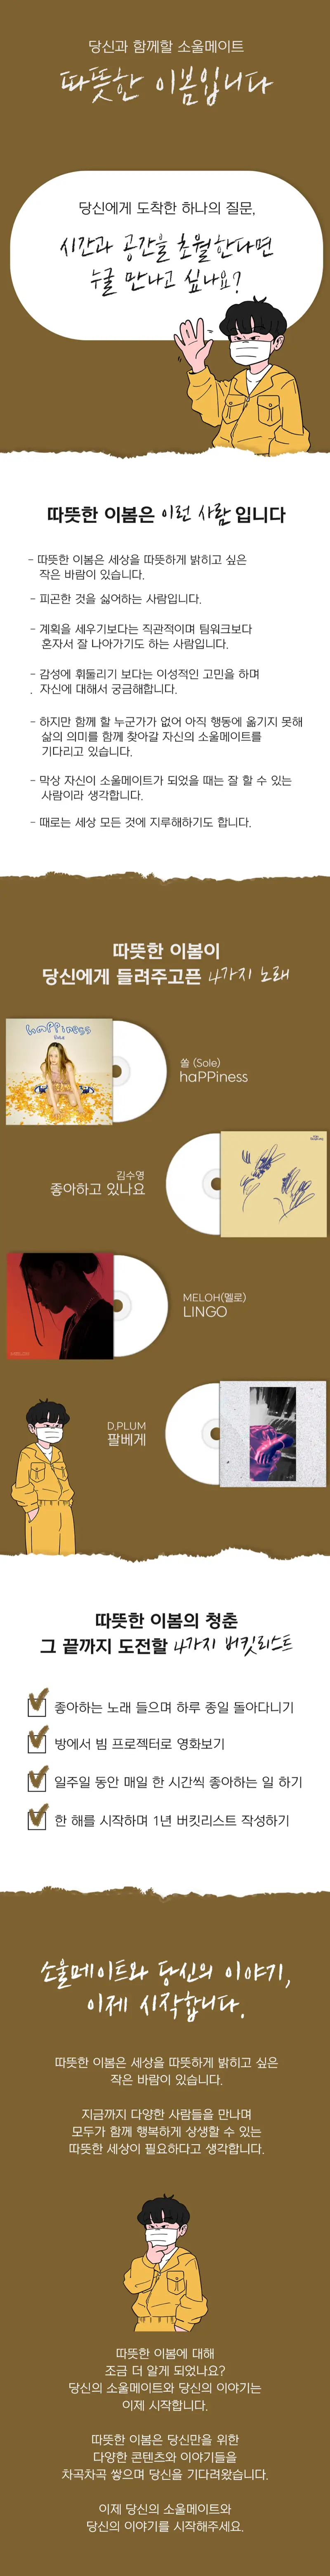 당신과 함께할 소울메이트
따뜻한 이봄입니다
당신에게 도착한 하나의 질문,
시간과 공간을 초월한다면
누굴 만나고 싶나요?
따뜻한 이봄은 이런 사람 입니다
- 따뜻한 이봄은 세상을 따뜻하게 밝히고 싶은
작은 바람이 있습니다.
- 피곤한 것을 싫어하는 사람입니다.
- 계획을 세우기보다는 직관적이며 팀워크보다
혼자서 잘 나아가기도 하는 사람입니다.
- 감성에 휘둘리기 보다는 이성적인 고민을 하며
. 자신에 대해서 궁금해합니다.
- 하지만 함께 할 누군가가 없어 아직 행동에 옮기지 못해
삶의 의미를 함께 찾아갈 자신의 소울메이트를
기다리고 있습니다.
- 막상 자신이 소울메이트가 되었을 때는 잘 할 수 있는
사람이라 생각합니다.
- 때로는 세상 모든 것에 지루해하기도 합니다.
따뜻한 이봄이
당신에게 들려주고픈 4가지 노래
haPPiness
쏠 (Sole)
haPPiness
김수영
좋아하고 있나요
MELOH(멜로)
LINGO
D,PLUM
팔베게
따뜻한 이봄의 청춘
그 끝까지 도전할 4가지 버킷리스트
좋아하는 노래 들으며 하루 종일 돌아다니기
방에서 빔 프로젝터로 영화보기
일주일 동안 매일 한 시간씩 좋아하는 일 하기
한 해를 시작하며 1년 버킷리스트 작성하기
소울메이트와 당신의 이야기,
이제 시작합니다.
따뜻한 이봄은 세상을 따뜻하게 밝히고 싶은
작은 바람이 있습니다.
지금까지 다양한 사람들을 만나며
모두가 함께 행복하게 상생할 수 있는
따뜻한 세상이 필요하다고 생각합니다.
따뜻한 이봄에 대해
조금 더 알게 되었나요?
당신의 소울메이트와 당신의 이야기는
이제 시작합니다.
따뜻한 이봄은 당신만을 위한
다양한 콘텐츠와 이야기들을
차곡차곡 쌓으며 당신을 기다려왔습니다.
이제 당신의 소울메이트와
당신의 이야기를 시작해주세요.